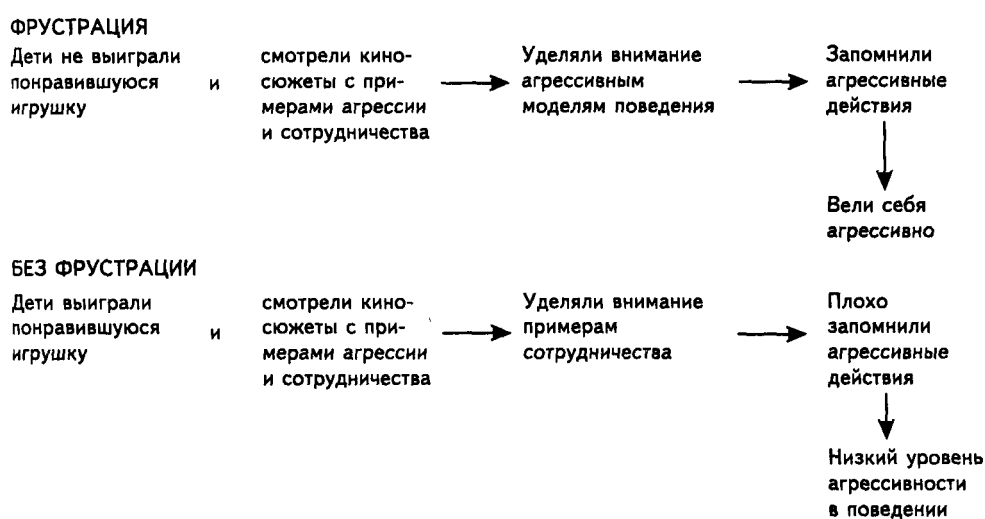 ФРУСТРАЦИЯ
Дети не выиграли
понравившуюся
игрушку
и
смотрели кино-
сюжеты с при-
мерами агрессии
и сотрудничества
Уделяли внимание
агрессивным
моделям поведения
Запомнили
агрессивные
действия
Вели себя
агрессивно
БЕЗ ФРУСТРАЦИИ
Дети выиграли
понравившуюся
игрушку
и
смотрели кино-
сюжеты с при-
мерами агрессии
и сотрудничества
Уделяли внимание
примерам
сотрудничества
Плохо
запомнили
агрессивные
действия
Низкий уровень
агрессивности
в поведении